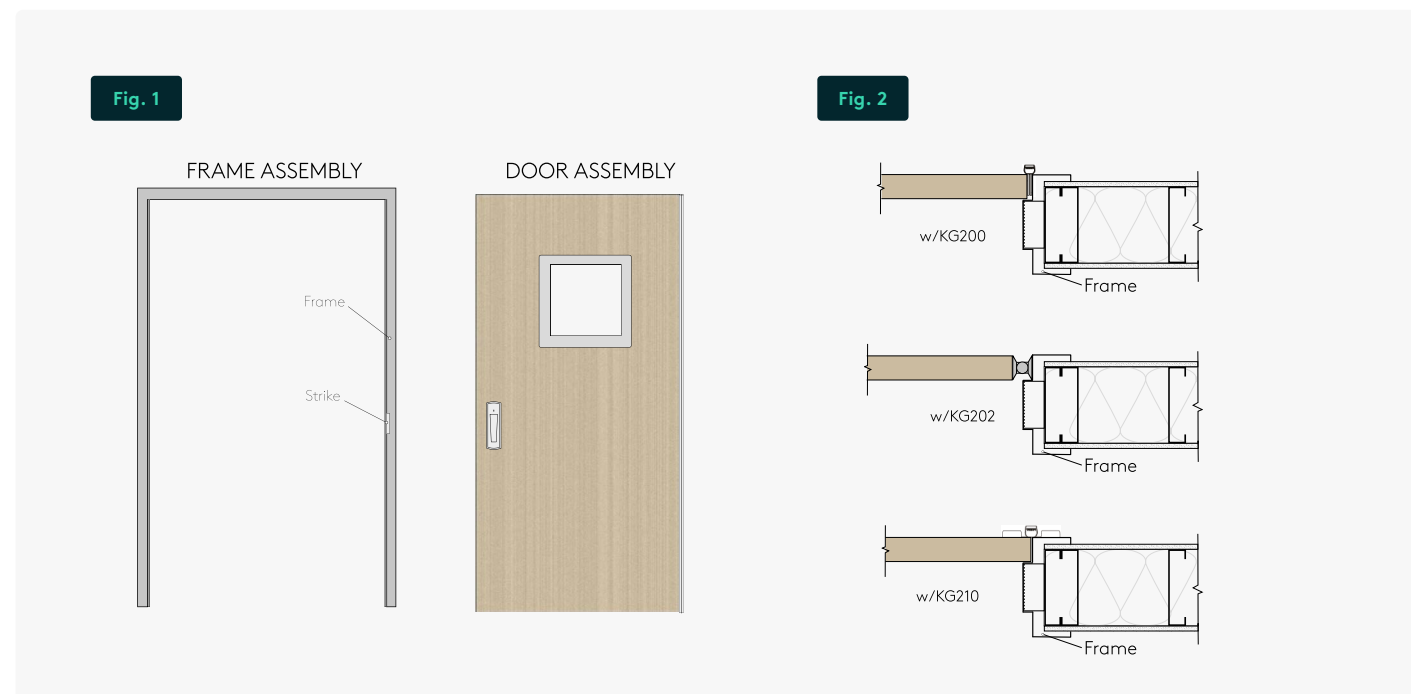 Fig. 1
FRAME ASSEMBLY
DOOR ASSEMBLY
Frame
Strike
Fig. 2
w/KG200
Frame
w/KG202
Frame
w/KG210
Frame